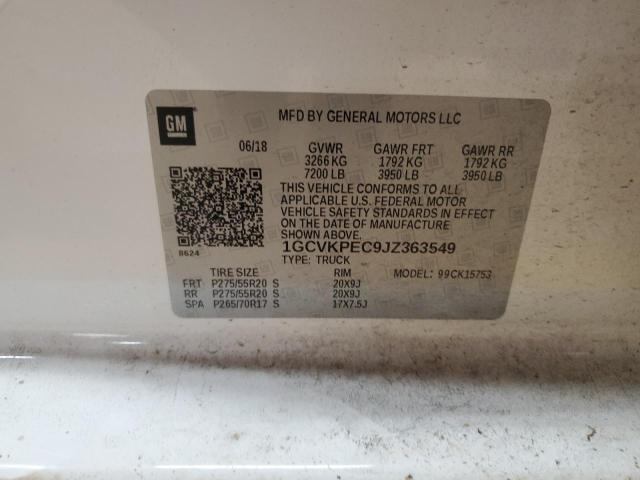 GM
MFD BY GENERAL MOTORS LLC
06/18 GVWR GAWR FRT GAWR RR
3266 KG 1792 KG 1792 KG
7200 LB 3950 LB 3950 LB
THIS VEHICLE CONFORMS TO ALL
APPLICABLE U.S. FEDERAL MOTOR
VEHICLE SAFETY STANDARDS IN EFFECT
ON THE DATE OF MANUFACTURE
SHOWN ABOVE.
8624
1GCVKPEC9JZ363549
TYPE: TRUCK MODEL: 99CK15753
TIRE SIZE RIM
FRT P275/55R20 S 20X9J
RR P275/55R20 S 20X9J
SPA P265/70R17 S 17X7.5J